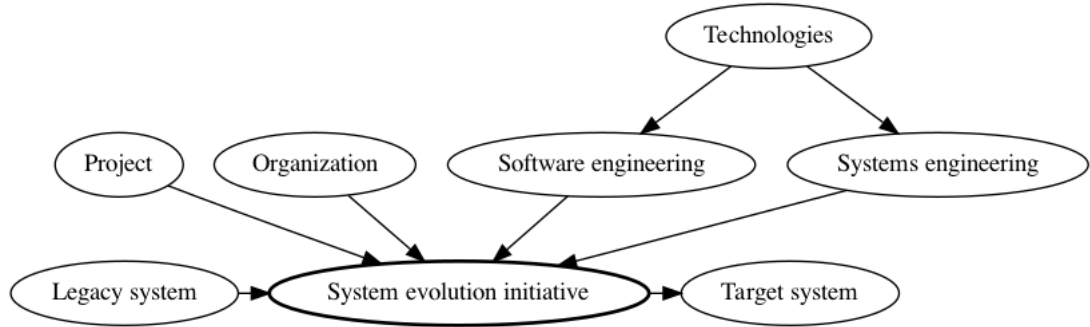 Technologies
Project
Organization
Software engineering
Systems engineering
Legacy system
System evolution initiative
Target system